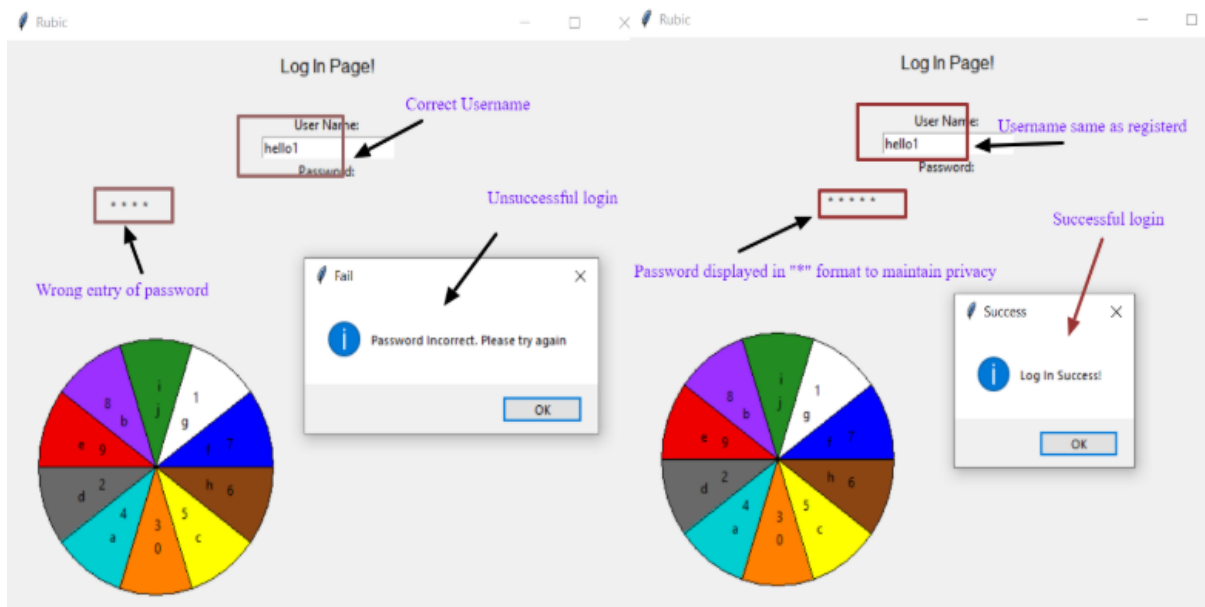 Rubic
Log In Page!
Correct Username
User Name:
hello1
Password:
* * * *
Unsuccessful login
Wrong entry of password
Fail
Password Incorrect. Please try again
OK
i
j
1
g
7
f
h
6
5
c
3
0
4
a
2
d
e
9
8
b
Rubic
Log In Page!
User Name:
Username same as registerd
hello1
Password:
* * * * *
Successful login
Password displayed in "*" format to maintain privacy
Success
Log In Success!
OK
i
j
1
g
7
f
h
6
5
c
3
0
4
a
2
d
e
9
8
b